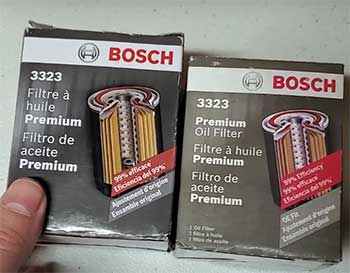 BOSCH
3323
Filtre à
huile
Premium
Filtro de
aceite
Premium
99% efficace
Eficiencia del 99%
Ajustement d'origine
Ensamble original
BOSCH
3323
Premium
Oil Filter
Filtre à huile
Premium
Filtro de aceite
Premium
99% Efficiency
99% efficace
Eficiencia del 99%
OE Fit
Ajustement d'origine
Ensamble original
1 Oil Filter
1 filtre à huile
1 filtro de aceite